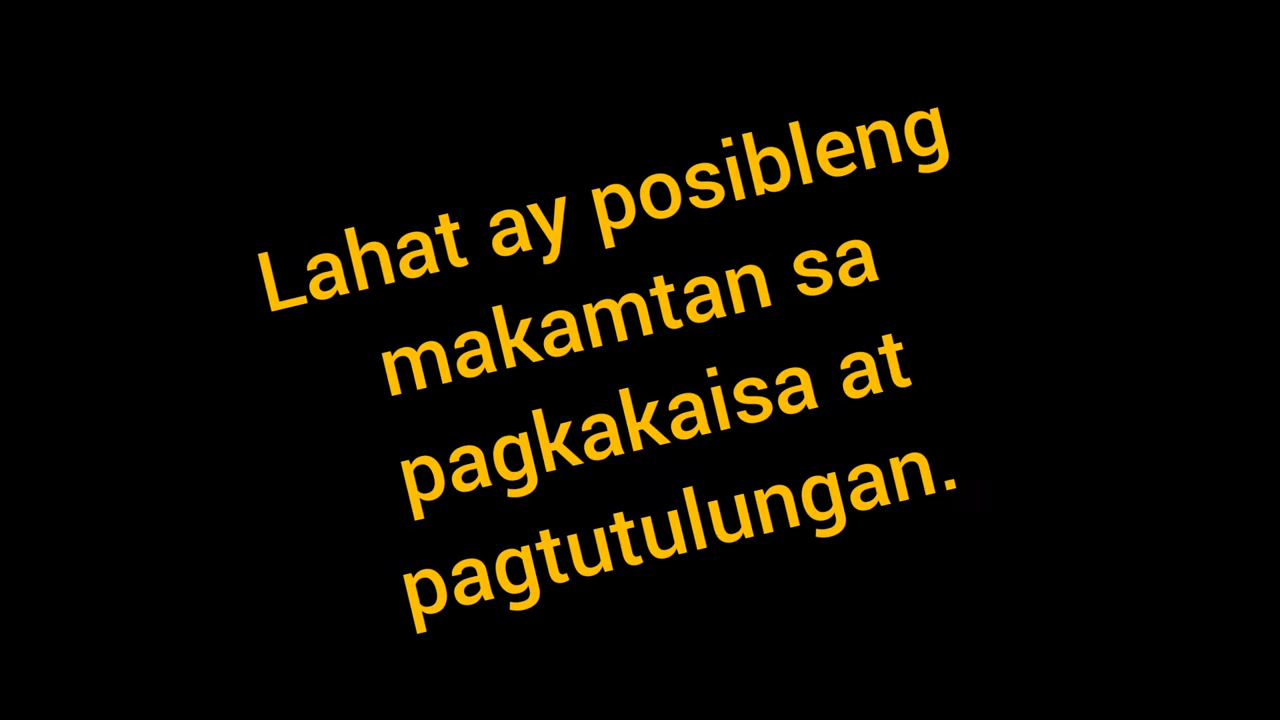 Lahat ay posibleng
makamtan sa
pagkakaisa at
pagtutulungan.